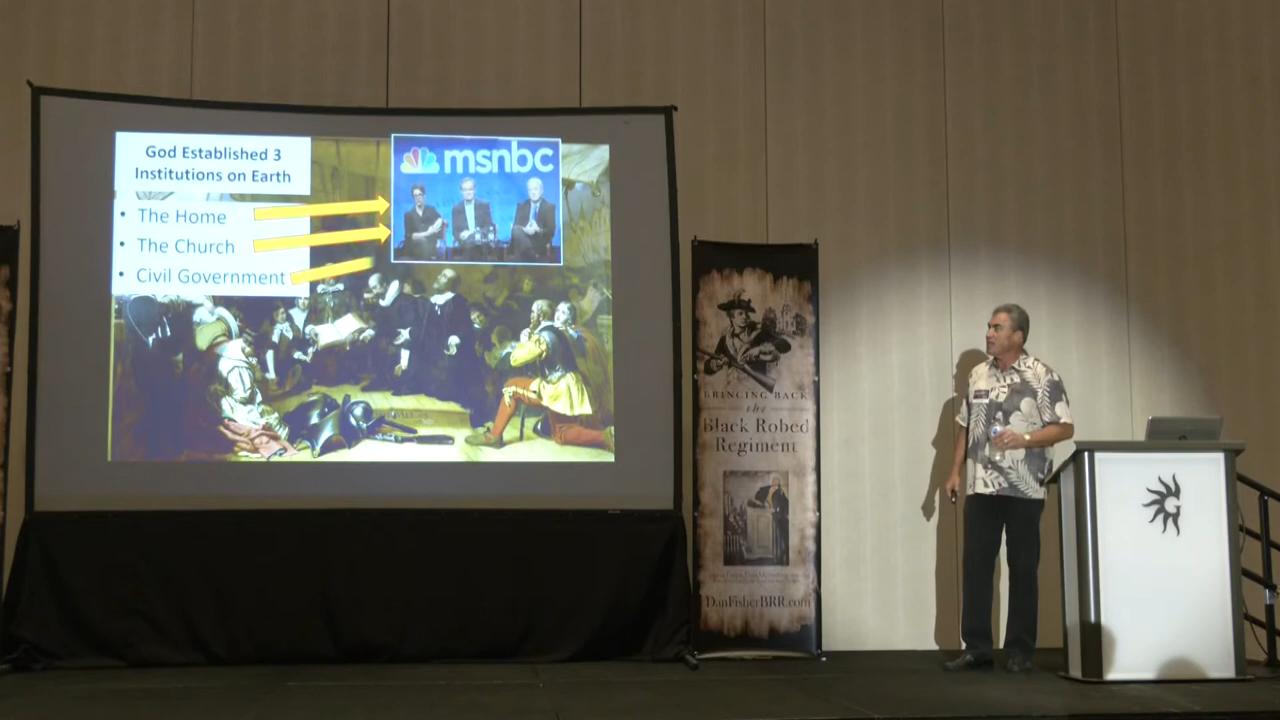 God Established 3
Institutions on Earth
• The Home
• The Church
• Civil Government
msnbc
BRINGING BACK
the
Black Robed
Regiment
DanFisherBRR.com